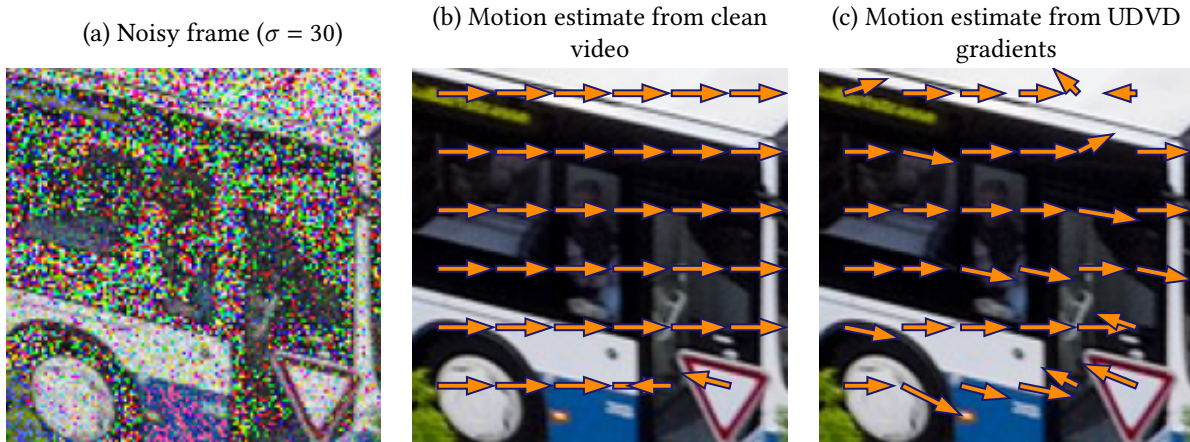 (a) Noisy frame (σ = 30)
(b) Motion estimate from clean
video
(c) Motion estimate from UDVD
gradients